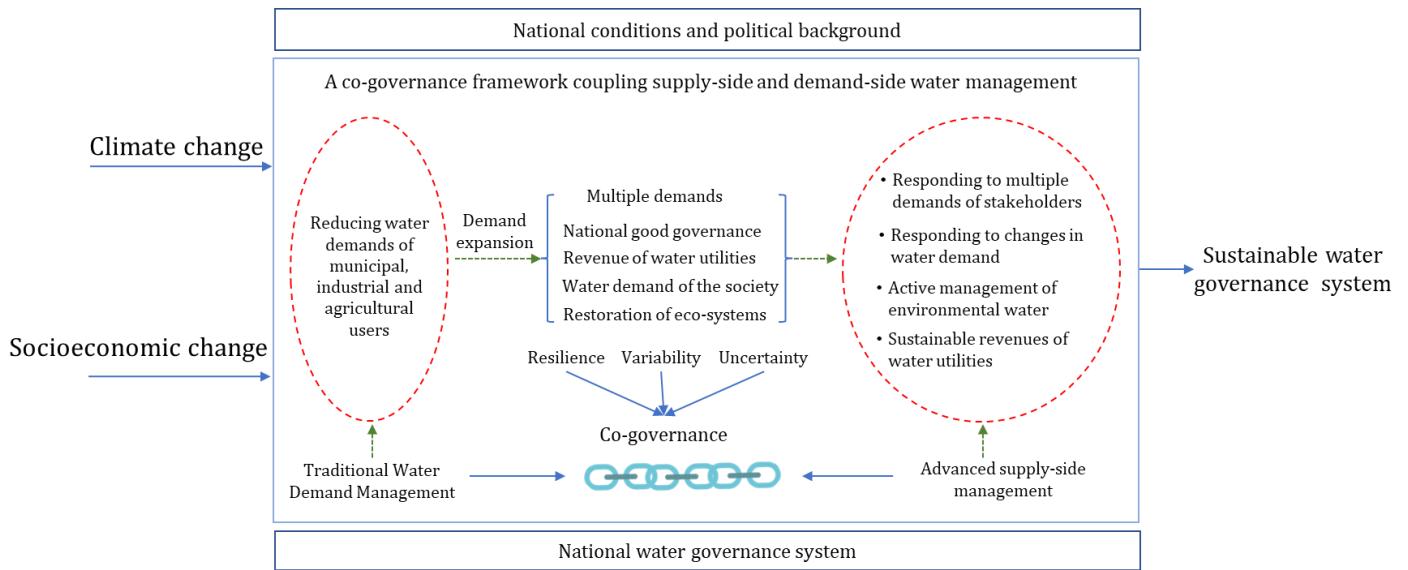 National conditions and political background
A co-governance framework coupling supply-side and demand-side water management
Climate change
Socioeconomic change
Reducing water
demands of
municipal,
industrial and
agricultural
users
Demand
expansion
Multiple demands
National good governance
Revenue of water utilities
Water demand of the society
Restoration of eco-systems
• Responding to multiple
demands of stakeholders
• Responding to changes in
water demand
• Active management of
environmental water
• Sustainable revenues of
water utilities
Sustainable water
governance system
Resilience Variability Uncertainty
Co-governance
Traditional Water
Demand Management
Advanced supply-side
management
National water governance system